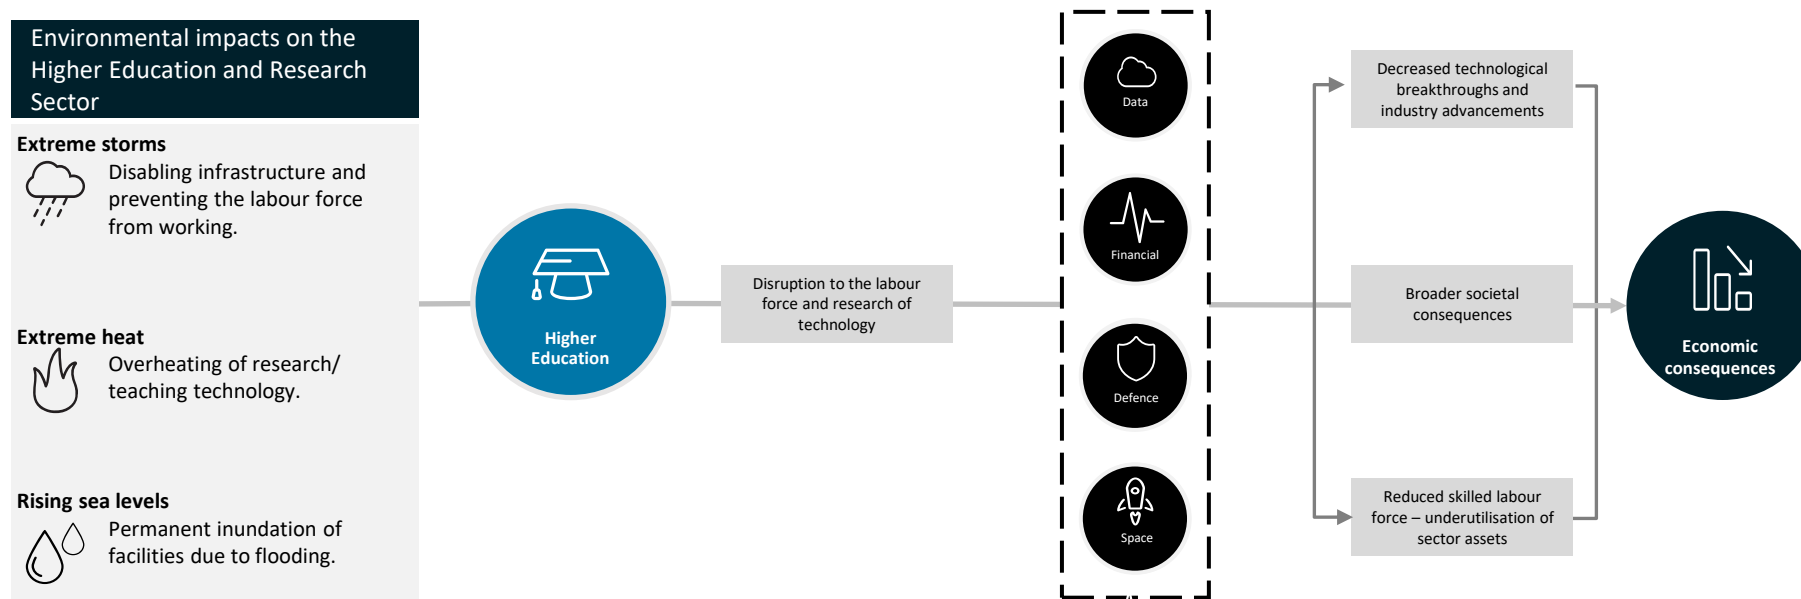 Environmental impacts on the
Higher Education and Research
Sector
Extreme storms
Disabling infrastructure and
preventing the labour force
from working.
Extreme heat
Overheating of research/
teaching technology.
Rising sea levels
Permanent inundation of
facilities due to flooding.
Higher
Education
Disruption to the labour
force and research of
technology
Data
Financial
Defence
Space
Decreased technological
breakthroughs and
industry advancements
Broader societal
consequences
Reduced skilled labour
force – underutilisation of
sector assets
Economic
consequences